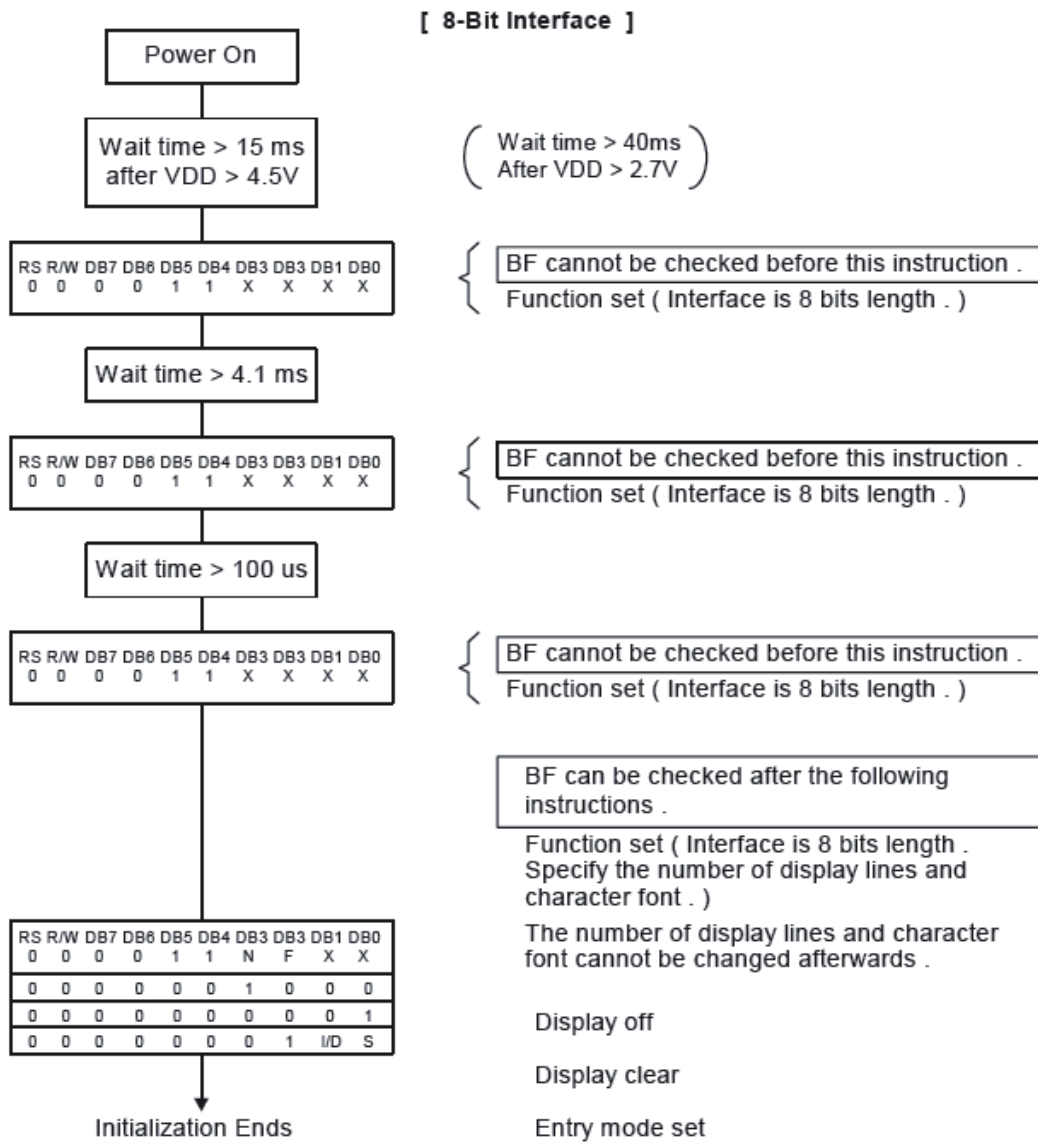 [ 8-Bit Interface ]
Power On
Wait time > 15 ms
after VDD > 4.5V
Wait time > 40ms
After VDD > 2.7V
RS R/W DB7 DB6 DB5 DB4 DB3 DB3 DB1 DB0
0 0 0 0 1 1 X X X X
BF cannot be checked before this instruction .
Function set ( Interface is 8 bits length . )
Wait time > 4.1 ms
RS R/W DB7 DB6 DB5 DB4 DB3 DB3 DB1 DB0
0 0 0 0 1 1 X X X X
BF cannot be checked before this instruction .
Function set ( Interface is 8 bits length . )
Wait time > 100 us
RS R/W DB7 DB6 DB5 DB4 DB3 DB3 DB1 DB0
0 0 0 0 1 1 X X X X
BF cannot be checked before this instruction .
Function set ( Interface is 8 bits length . )
BF can be checked after the following
instructions .
Function set ( Interface is 8 bits length .
Specify the number of display lines and
character font . )
The number of display lines and character
font cannot be changed afterwards .
RS R/W DB7 DB6 DB5 DB4 DB3 DB3 DB1 DB0
0 0 0 0 1 1 N F X X
0 0 0 0 0 0 1 0 0 0
0 0 0 0 0 0 0 0 0 1
0 0 0 0 0 0 0 1 I/D S
Display off
Display clear
Entry mode set
Initialization Ends